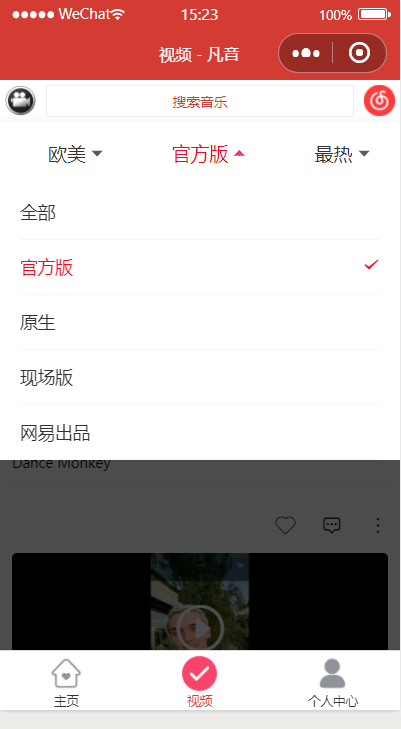 WeChat 15:23 100%
视频 - 凡音
搜索音乐
欧美 官方版 最热
全部
官方版
原生
现场版
网易出品
Dance Monkey
主页 视频 个人中心